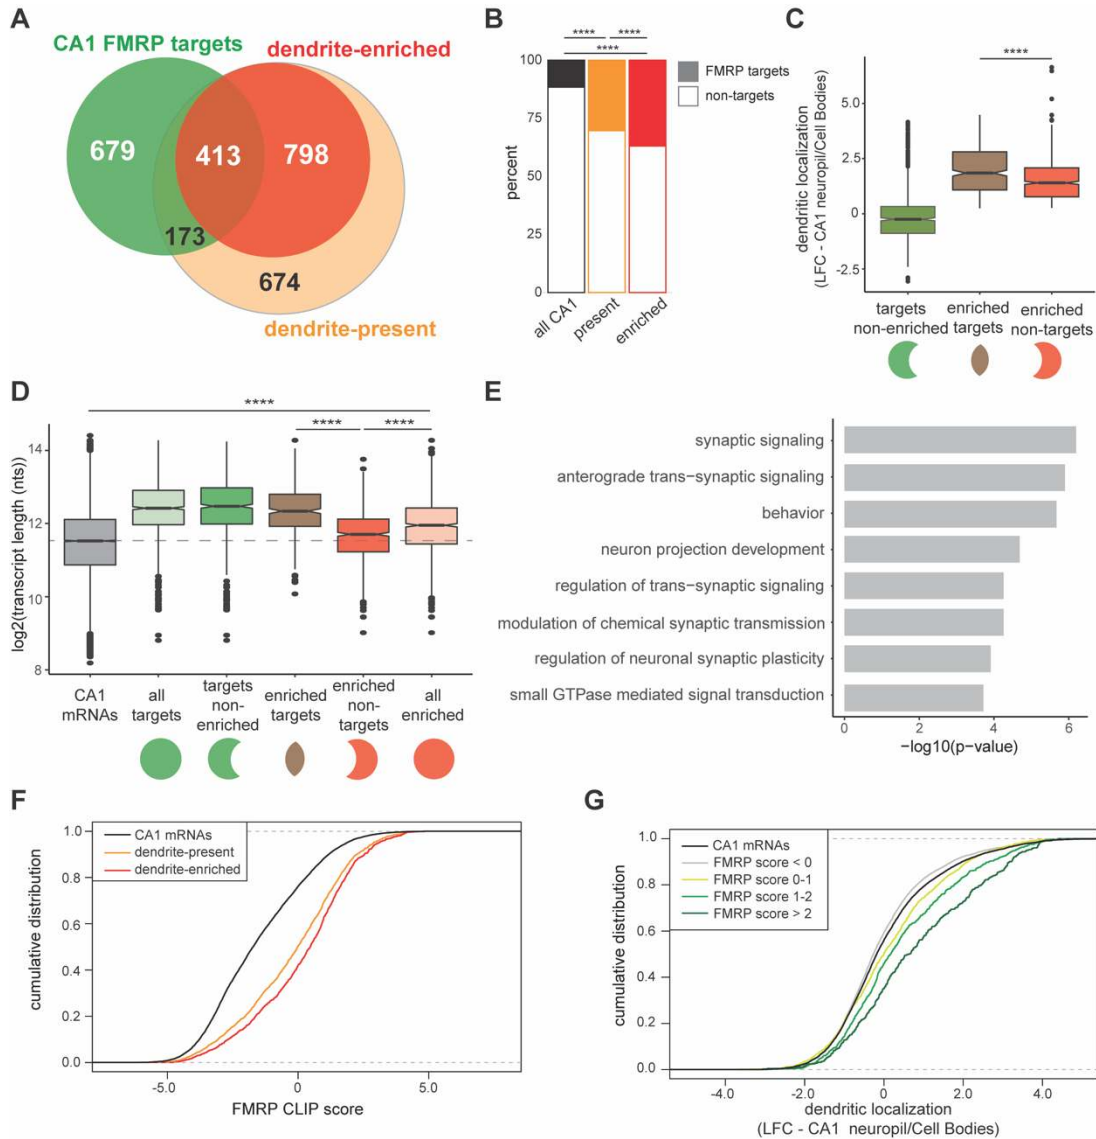 A
CA1 FMRP targets
dendrite-enriched
679
413
798
173
674
dendrite-present
B
**** ****
****
100
75
50
25
0
percent
all CA1
present
enriched
FMRP targets
non-targets
C
****
5.0
2.5
0
-2.5
dendritic localization
(LFC - CA1 neuropil/Cell Bodies)
targets
non-enriched
enriched
targets
enriched
non-targets
D
****
**** ****
14
12
10
8
log2(transcript length (nts))
CA1
mRNAs
all
targets
targets
non-
enriched
enriched
targets
enriched
non-targets
all
enriched
E
synaptic signaling
anterograde trans−synaptic signaling
behavior
neuron projection development
regulation of trans−synaptic signaling
modulation of chemical synaptic transmission
regulation of neuronal synaptic plasticity
small GTPase mediated signal transduction
0 2 4 6
−log10(p−value)
F
CA1 mRNAs
dendrite-present
dendrite-enriched
1.0
0.8
0.6
0.4
0.2
0.0
cumulative distribution
-5.0 0 5.0
FMRP CLIP score
G
CA1 mRNAs
FMRP score < 0
FMRP score 0-1
FMRP score 1-2
FMRP score > 2
1.0
0.8
0.6
0.4
0.2
0.0
cumulative distribution
-4.0 -2.0 0 2.0 4.0
dendritic localization
(LFC - CA1 neuropil/Cell Bodies)